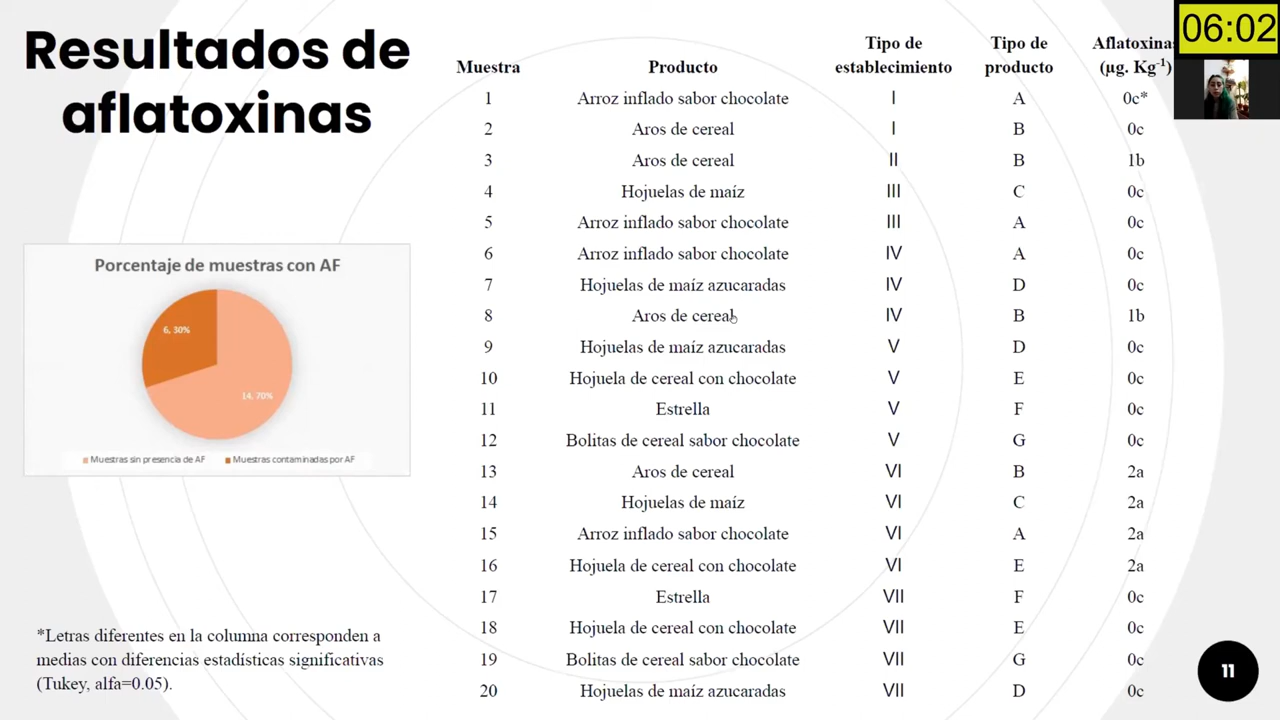 Resultados de
aflatoxinas
06:02
Muestra Producto Tipo de establecimiento Tipo de producto Aflatoxinas (µg. Kg-1)
1 Arroz inflado sabor chocolate I A 0c*
2 Aros de cereal I B 0c
3 Aros de cereal II B 1b
4 Hojuelas de maíz III C 0c
5 Arroz inflado sabor chocolate III A 0c
6 Arroz inflado sabor chocolate IV A 0c
7 Hojuelas de maíz azucaradas IV D 0c
8 Aros de cereal IV B 1b
9 Hojuelas de maíz azucaradas V D 0c
10 Hojuela de cereal con chocolate V E 0c
11 Estrella V F 0c
12 Bolitas de cereal sabor chocolate V G 0c
13 Aros de cereal VI B 2a
14 Hojuelas de maíz VI C 2a
15 Arroz inflado sabor chocolate VI A 2a
16 Hojuela de cereal con chocolate VI E 2a
17 Estrella VII F 0c
18 Hojuela de cereal con chocolate VII E 0c
19 Bolitas de cereal sabor chocolate VII G 0c
20 Hojuelas de maíz azucaradas VII D 0c
Porcentaje de muestras con AF
6, 30%
14, 70%
Muestras sin presencia de AF Muestras contaminadas por AF
*Letras diferentes en la columna corresponden a
medias con diferencias estadísticas significativas
(Tukey, alfa=0.05).
11